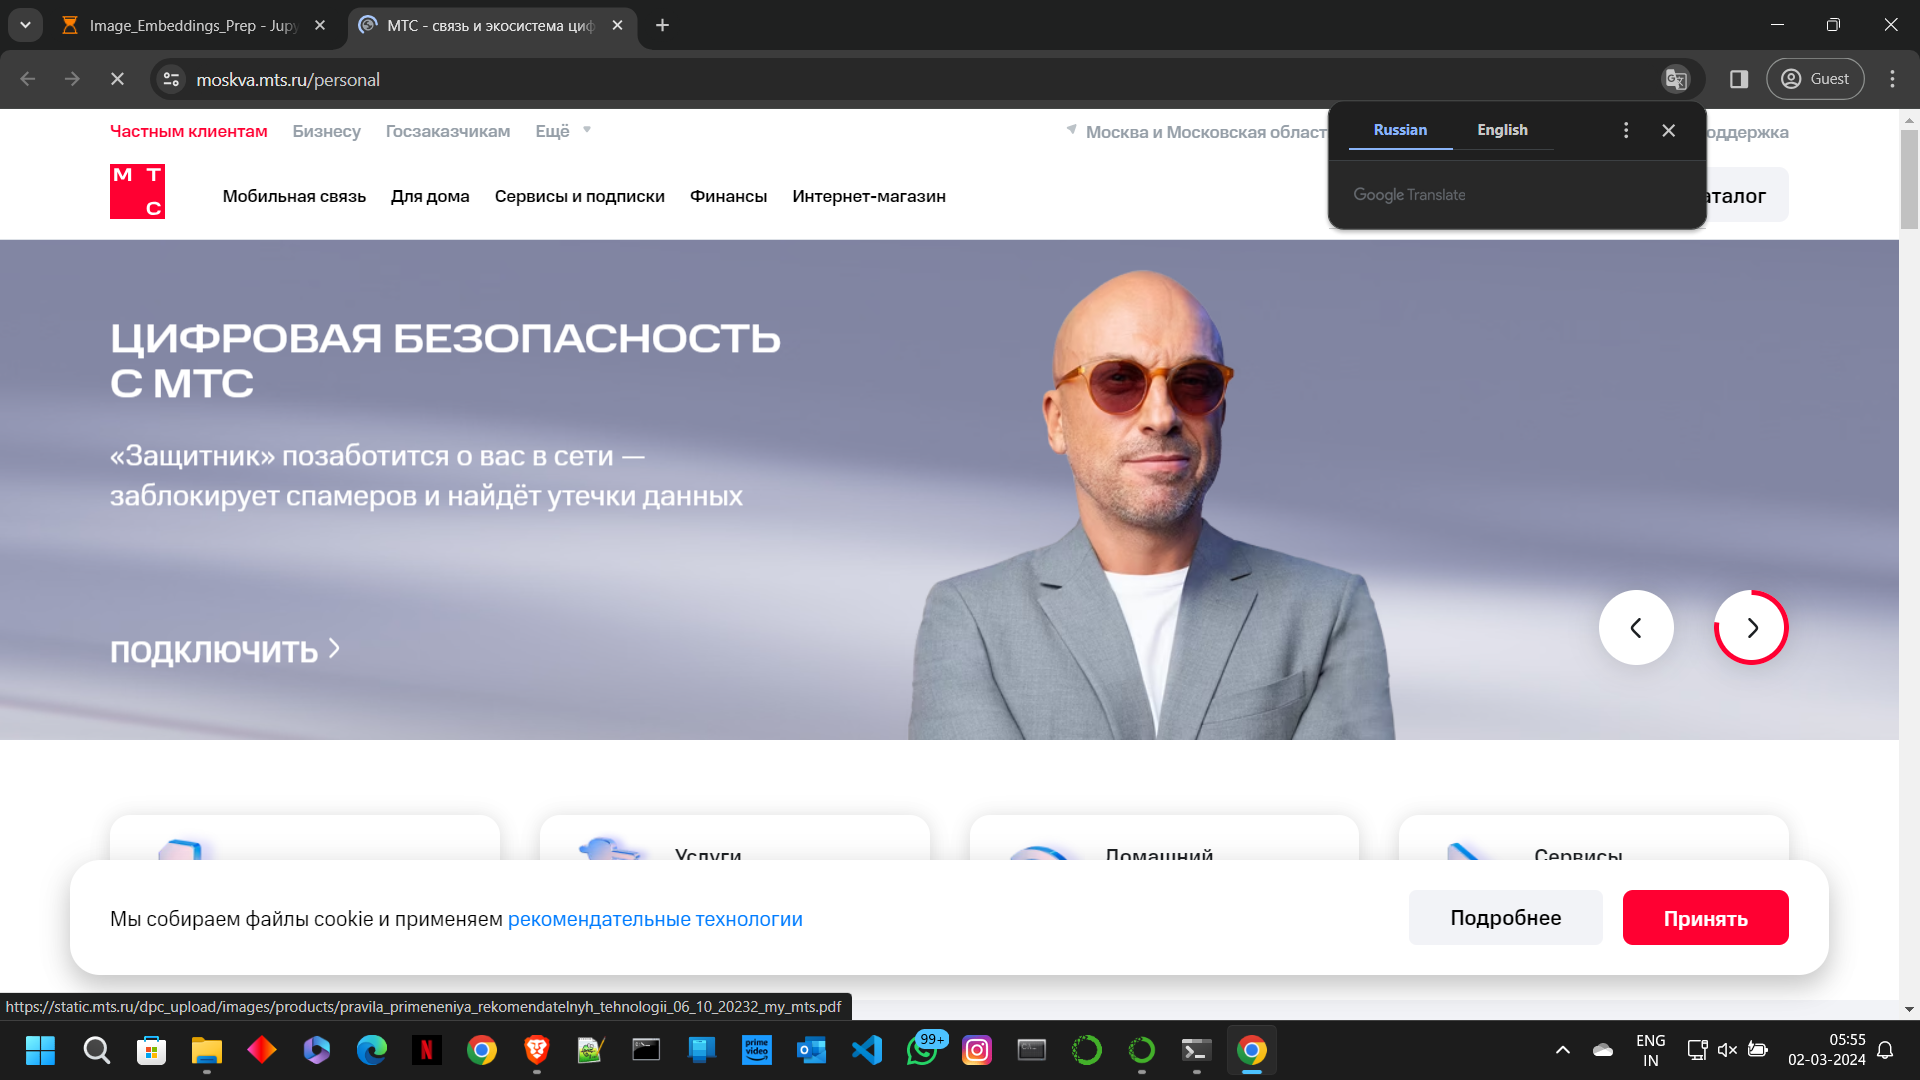 Image_Embeddings_Prep - Jupy
МТС - связь и экосистема циф
moskva.mts.ru/personal
Guest
Частным клиентам Бизнесу Госзаказчикам Ещё
Москва и Московская област
Russian English
Google Translate
оддержка
М Т С
Мобильная связь Для дома Сервисы и подписки Финансы Интернет-магазин
аталог
ЦИФРОВАЯ БЕЗОПАСНОСТЬ
С МТС
«Защитник» позаботится о вас в сети —
заблокирует спамеров и найдёт утечки данных
ПОДКЛЮЧИТЬ
Услуги
Домашний
Сервисы
Мы собираем файлы cookie и применяем рекомендательные технологии
Подробнее
Принять
https://static.mts.ru/dpc_upload/images/products/pravila_primeneniya_rekomendatelnyh_tehnologii_06_10_20232_my_mts.pdf
N
prime video
99+
ENG
IN
05:55
02-03-2024